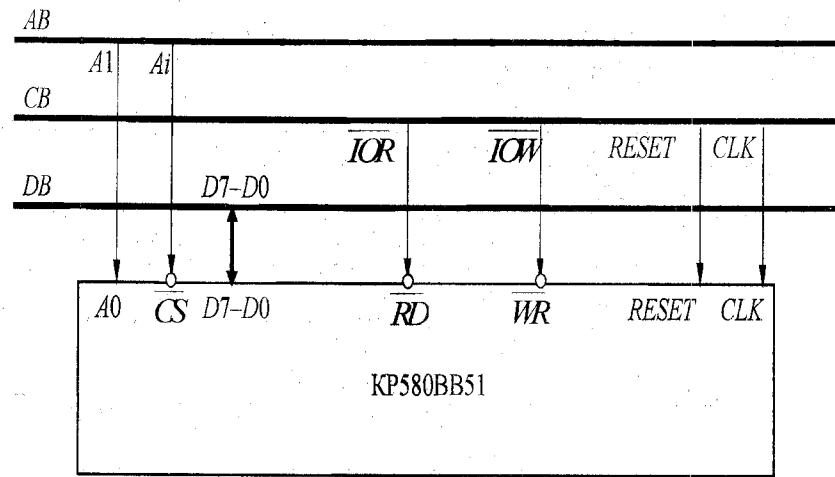 AB
A1 Ai
CB
IOR IOW RESET CLK
DB D7–D0
A0 CS D7–D0 RD WR RESET CLK
КР580ВВ51